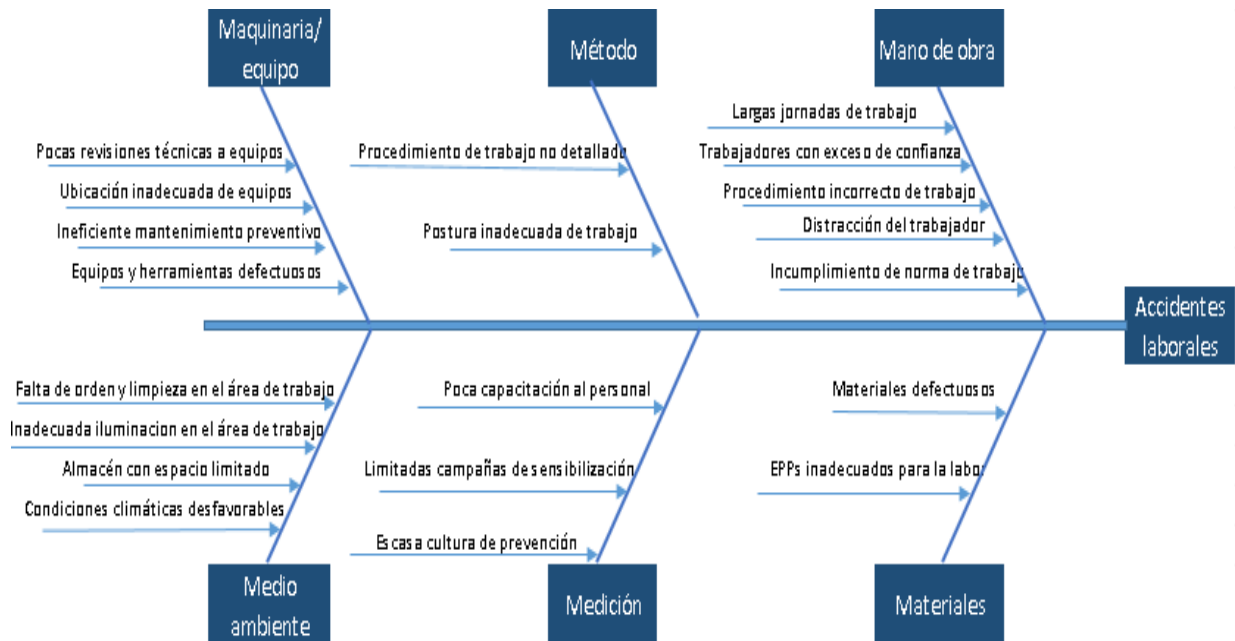 Maquinaria/
equipo
Método
Mano de obra
Largas jornadas de trabajo
Pocas revisiones técnicas a equipos
Procedimiento de trabajo no detallado
Trabajadores con exceso de confianza
Ubicación inadecuada de equipos
Procedimiento incorrecto de trabajo
Ineficiente mantenimiento preventivo
Postura inadecuada de trabajo
Distracción del trabajador
Equipos y herramientas defectuosos
Incumplimiento de norma de trabajo
Accidentes
laborales
Falta de orden y limpieza en el área de trabajo
Poca capacitación al personal
Materiales defectuosos
Inadecuada iluminacion en el área de trabajo
Almacén con espacio limitado
Limitadas campañas de sensibilización
EPPs inadecuados para la labor
Condiciones climáticas desfavorables
Escasa cultura de prevención
Medio
ambiente
Medición
Materiales